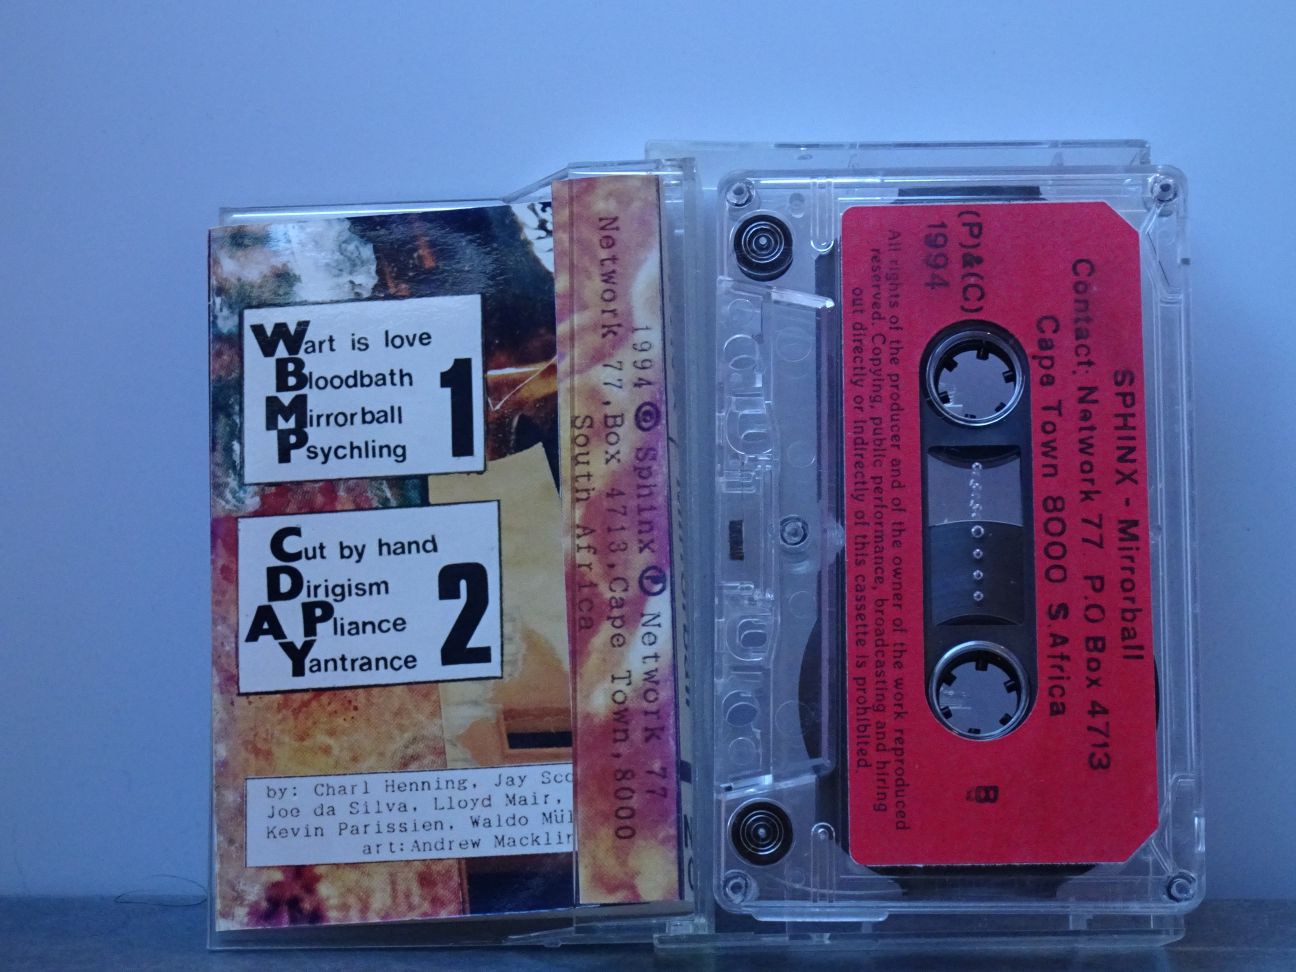 Wart is love
Bloodbath
Mirrorball
Psychling
1
Cut by hand
Dirigism
A Pliance
Yantrance
2
by: Charl Henning, Jay
Joe da Silva, Lloyd Mair,
Kevin Parissien, Waldo
art: Andrew
1994 © Sphinx Ⓟ Network 77
Network 77, Box 4713, Cape Town, 8000
South Africa
SPHINX - Mirrorball
Contact: Network 77 P.O Box 4713
Cape Town 8000 S.Africa
(P)&(C)
1994
All rights of the producer and of the owner of the work reproduced
reserved. Copying, public performance, broadcasting and hiring
out directly or indirectly of this cassette is prohibited.
B